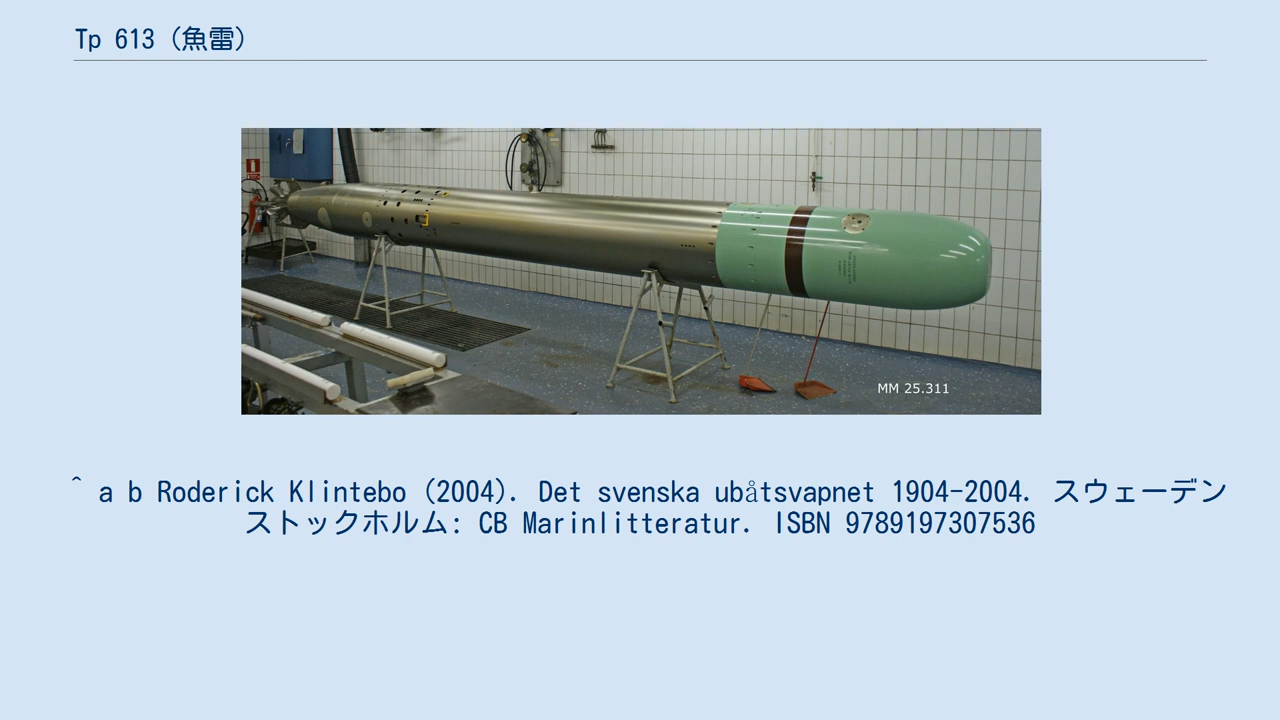 Tp 613 (魚雷)
MM 25.311
^ a b Roderick Klintebo (2004). Det svenska ubåtsvapnet 1904-2004. スウェーデン
ストックホルム: CB Marinlitteratur. ISBN 9789197307536